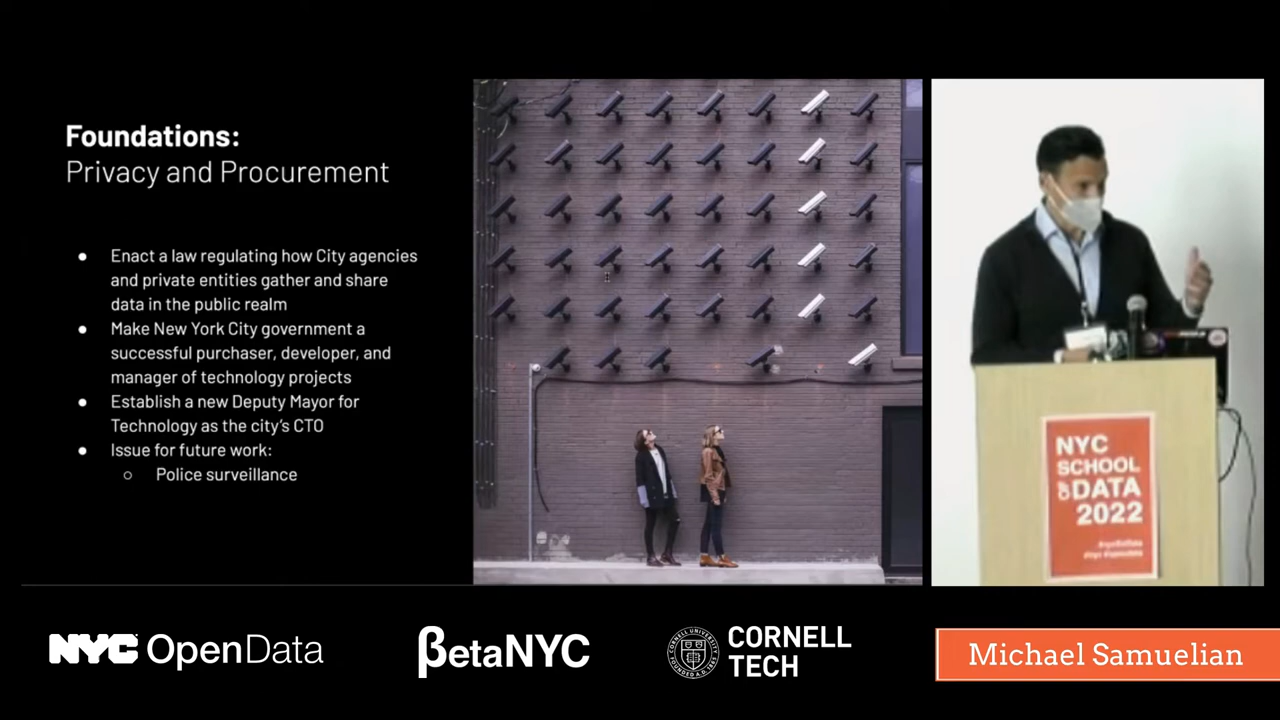 Foundations:
Privacy and Procurement
Enact a law regulating how City agencies
and private entities gather and share
data in the public realm
Make New York City government a
successful purchaser, developer, and
manager of technology projects
Establish a new Deputy Mayor for
Technology as the city's CTO
Issue for future work:
Police surveillance
NYC
SCHOOL
OF DATA
2022
NYC OpenData
βetaNYC
CORNELL
TECH
Michael Samuelian